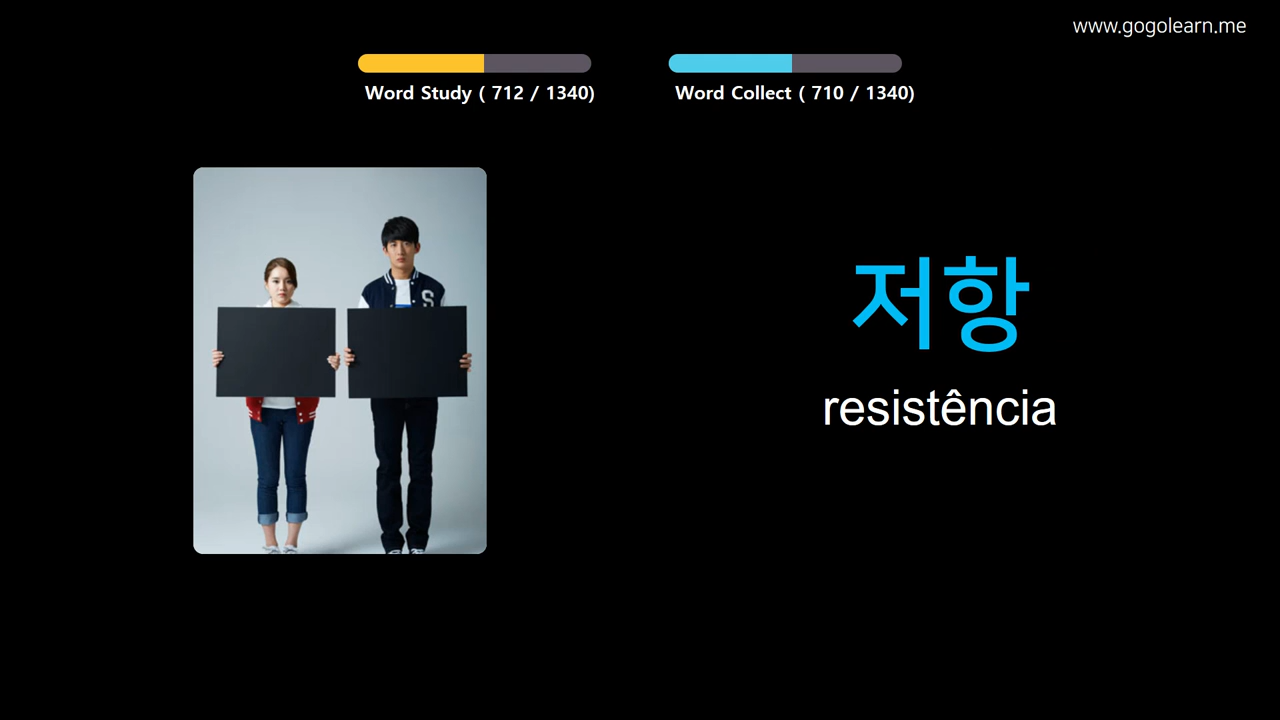 www.gogolearn.me
Word Study ( 712 / 1340)
Word Collect ( 710 / 1340)
S
저항
resistência